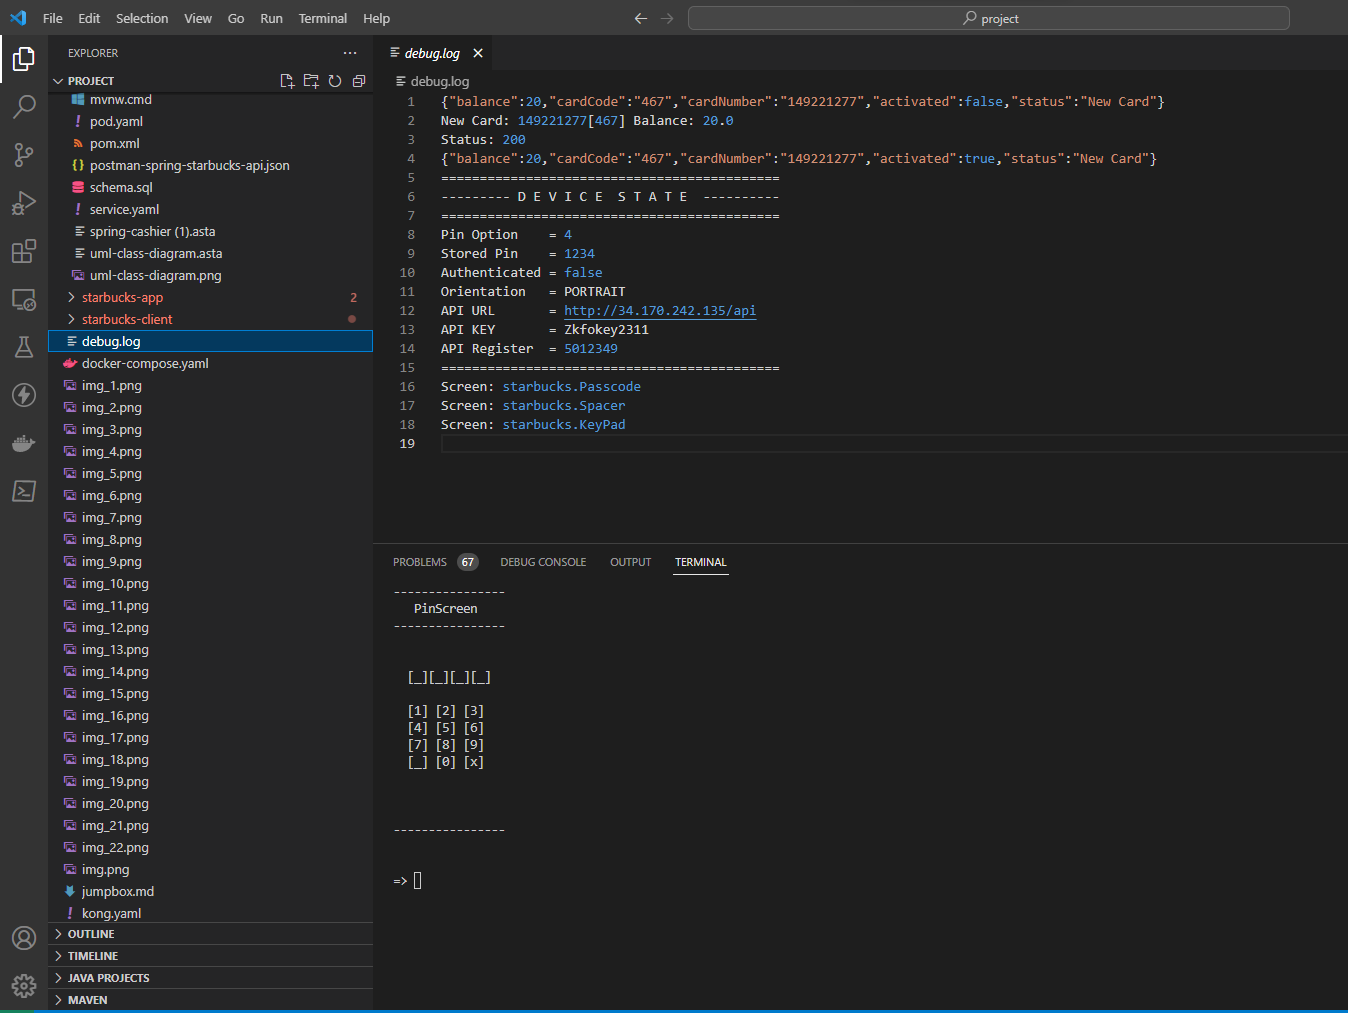 File Edit Selection View Go Run Terminal Help
project
EXPLORER
PROJECT
mvnw.cmd
! pod.yaml
pom.xml
{} postman-spring-starbucks-api.json
schema.sql
! service.yaml
spring-cashier (1).asta
uml-class-diagram.asta
uml-class-diagram.png
starbucks-app 2
starbucks-client
debug.log
docker-compose.yaml
img_1.png
img_2.png
img_3.png
img_4.png
img_5.png
img_6.png
img_7.png
img_8.png
img_9.png
img_10.png
img_11.png
img_12.png
img_13.png
img_14.png
img_15.png
img_16.png
img_17.png
img_18.png
img_19.png
img_20.png
img_21.png
img_22.png
img.png
jumpbox.md
! kong.yaml
OUTLINE
TIMELINE
JAVA PROJECTS
MAVEN
debug.log
debug.log
1 {"balance":20,"cardCode":"467","cardNumber":"149221277","activated":false,"status":"New Card"}
2 New Card: 149221277[467] Balance: 20.0
3 Status: 200
4 {"balance":20,"cardCode":"467","cardNumber":"149221277","activated":true,"status":"New Card"}
5 ============================================
6 --------- D E V I C E  S T A T E  ----------
7 ============================================
8 Pin Option    = 4
9 Stored Pin    = 1234
10 Authenticated = false
11 Orientation   = PORTRAIT
12 API URL       = http://34.170.242.135/api
13 API KEY       = Zkfokey2311
14 API Register  = 5012349
15 ============================================
16 Screen: starbucks.Passcode
17 Screen: starbucks.Spacer
18 Screen: starbucks.KeyPad
19
PROBLEMS 67 DEBUG CONSOLE OUTPUT TERMINAL
----------------
PinScreen
----------------
[_][_][_][_]
[1] [2] [3]
[4] [5] [6]
[7] [8] [9]
[_] [0] [x]
----------------
=>